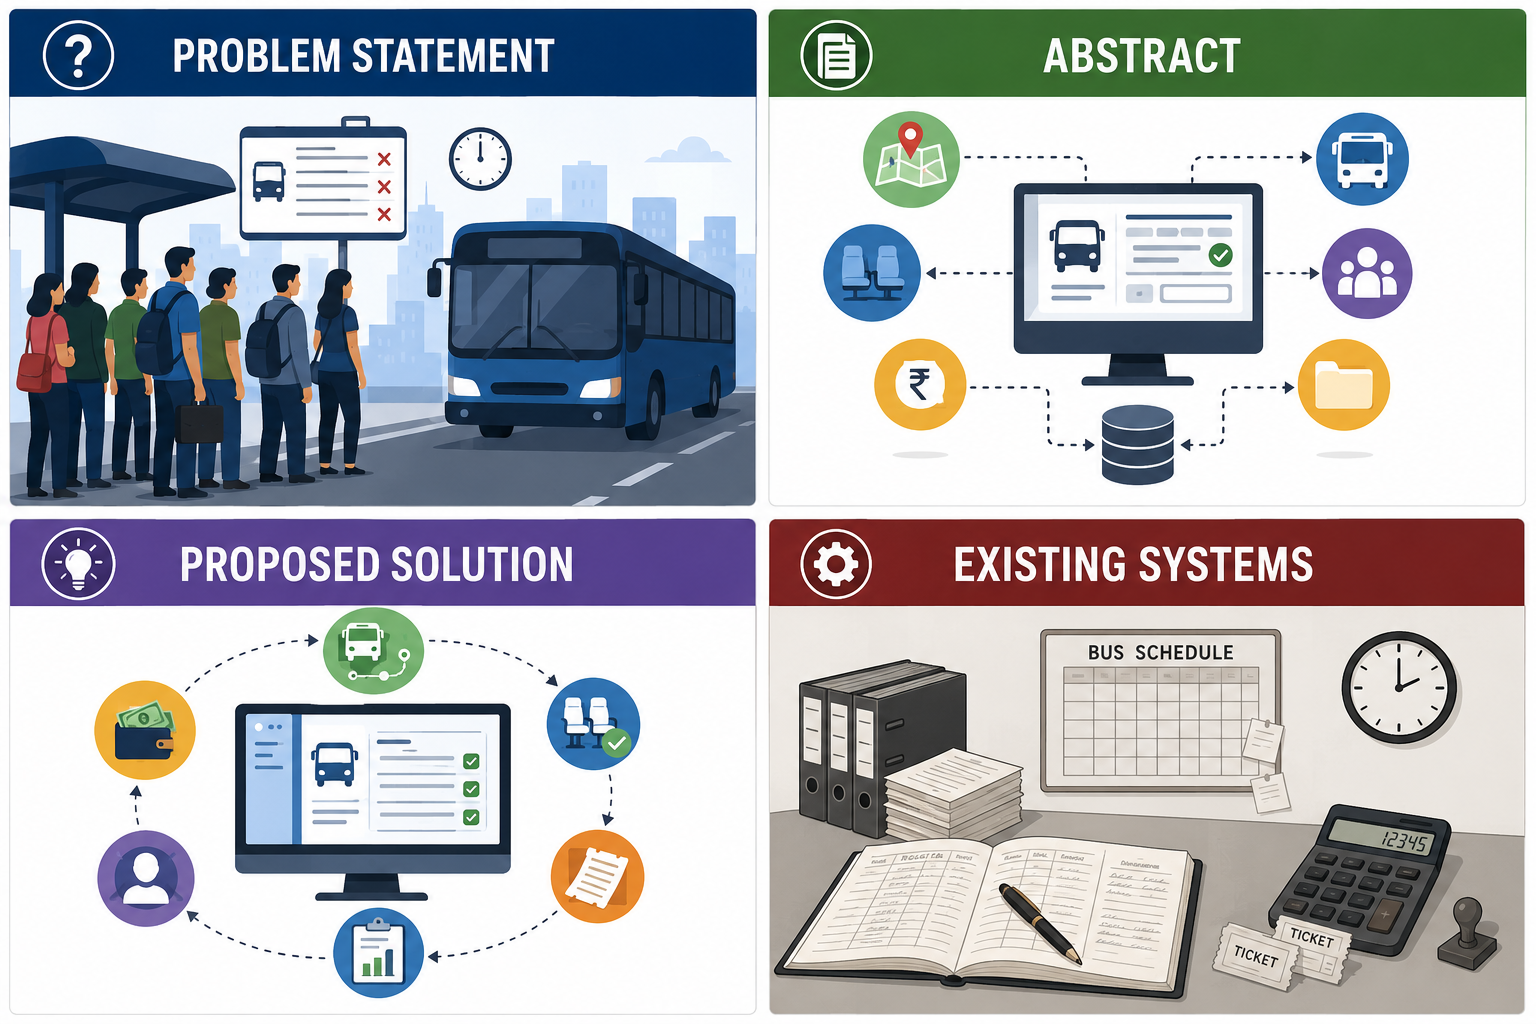 ?
PROBLEM STATEMENT
ABSTRACT
₹
PROPOSED SOLUTION
EXISTING SYSTEMS
BUS SCHEDULE
12345
TICKET
TICKET